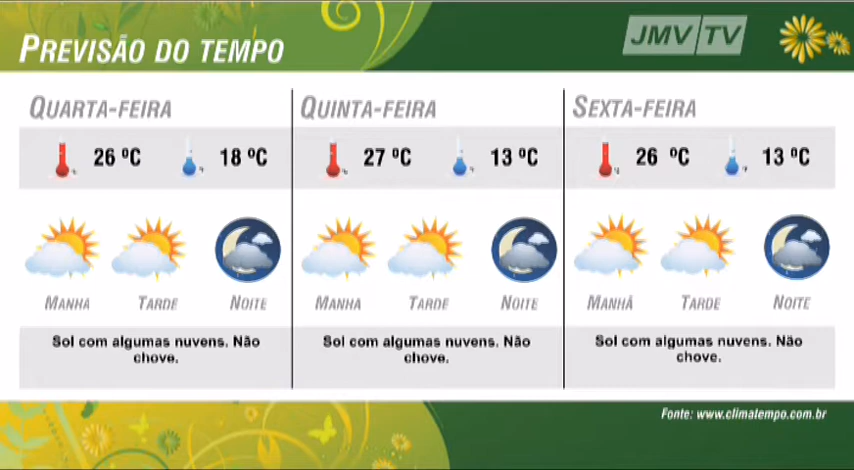 PREVISÃO DO TEMPO
JMV TV
QUARTA-FEIRA
26 ºC 18 ºC
MANHA TARDE NOITE
Sol com algumas nuvens. Não
chove.
QUINTA-FEIRA
27 ºC 13 ºC
MANHA TARDE NOITE
Sol com algumas nuvens. Não
chove.
SEXTA-FEIRA
26 ºC 13 ºC
MANHÃ TARDE NOITE
Sol com algumas nuvens. Não
chove.
Fonte: www.climatempo.com.br